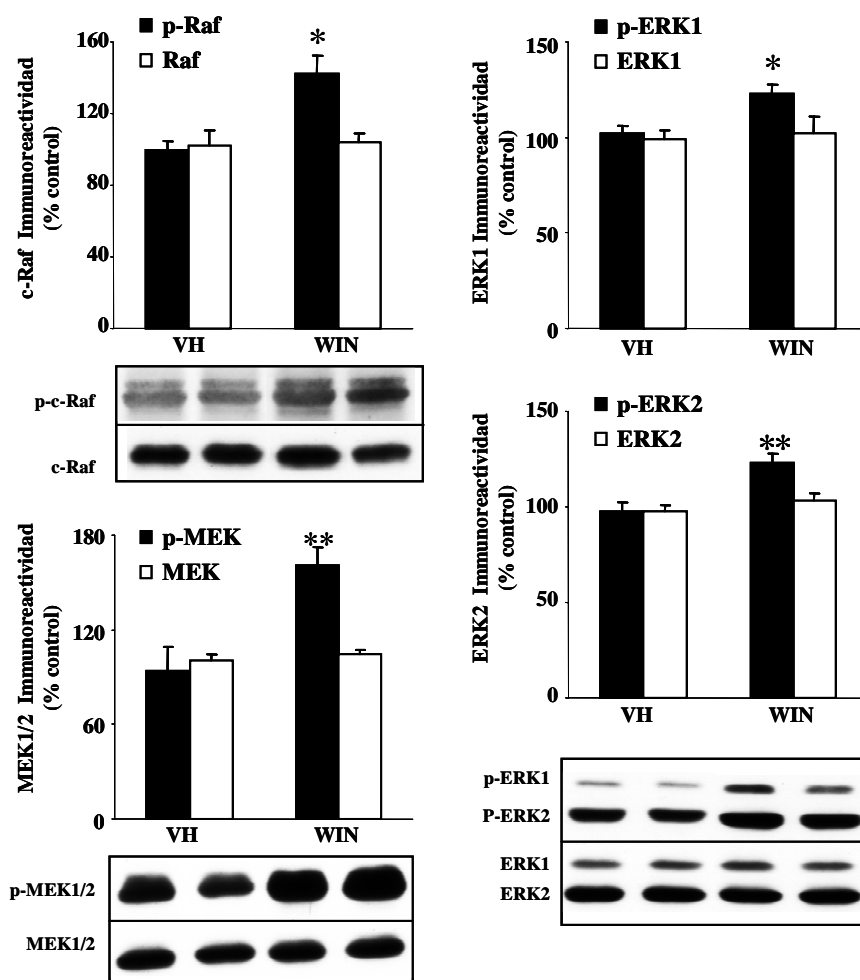 p-Raf
Raf
160
120
80
40
0
c-Raf Immunoreactividad
(% control)
*
VH
WIN
p-c-Raf
c-Raf
p-MEK
MEK
180
120
60
0
MEK1/2 Immunoreactividad
(% control)
**
VH
WIN
p-MEK1/2
MEK1/2
p-ERK1
ERK1
150
100
50
0
ERK1 Immunoreactividad
(% control)
*
VH
WIN
p-ERK2
ERK2
150
100
50
0
ERK2 Immunoreactividad
(% control)
**
VH
WIN
p-ERK1
P-ERK2
ERK1
ERK2